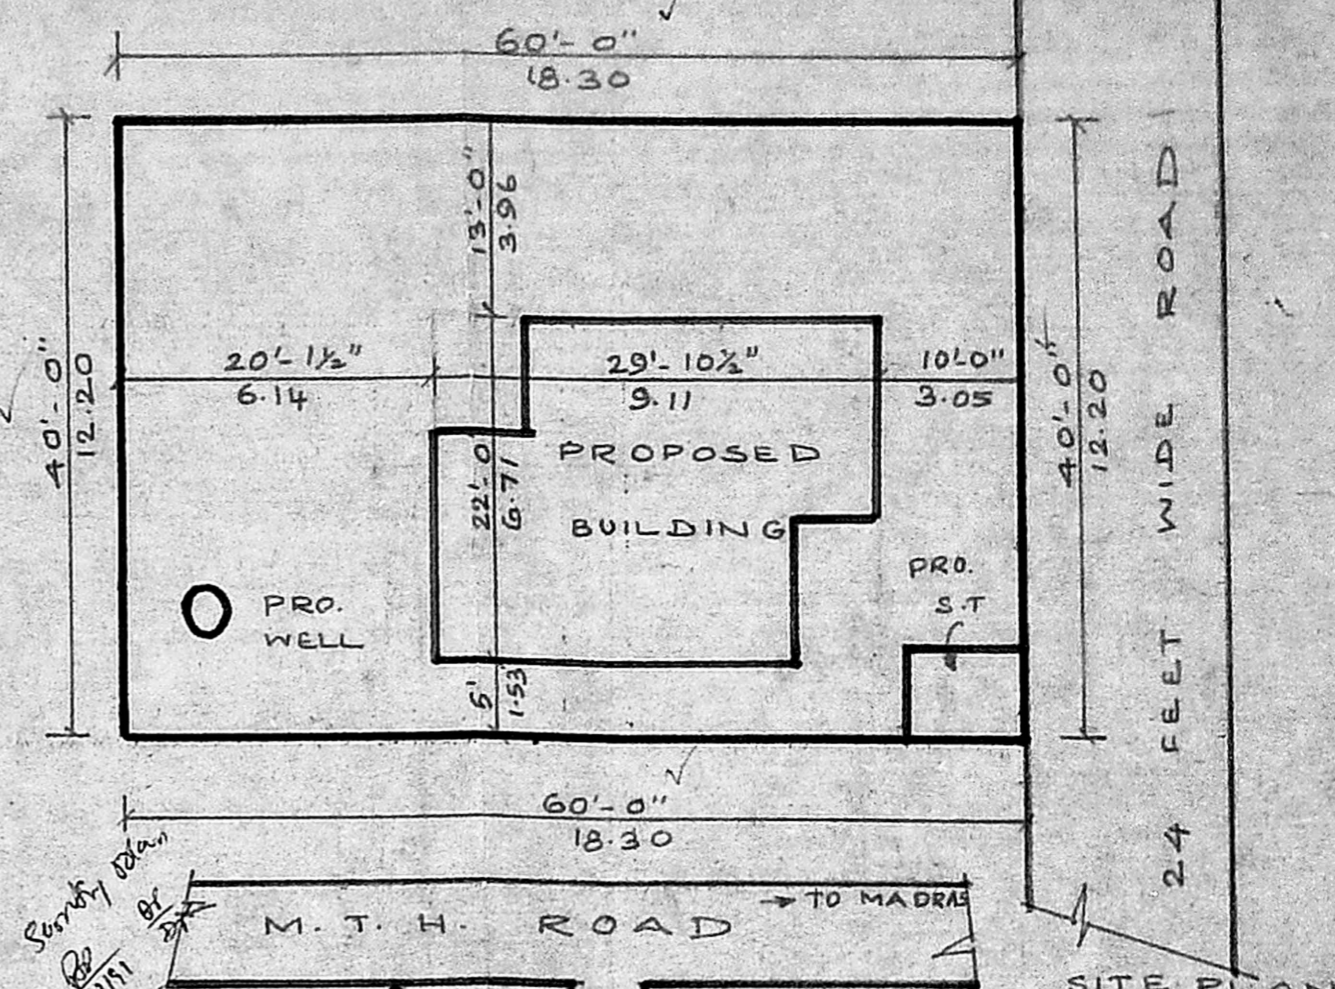 60'- 0"
18.30
13'- 0"
3.96
40'- 0"
12.20
20'- 1½"
6.14
29'- 10½"
9.11
10'-0"
3.05
40'- 0"
12.20
24 FEET WIDE ROAD
22'- 0
6.71
PROPOSED
BUILDING
PRO.
S.T
PRO.
WELL
5'
1.53
60'- 0"
18.30
→ TO MADRAS
M. T. H. ROAD